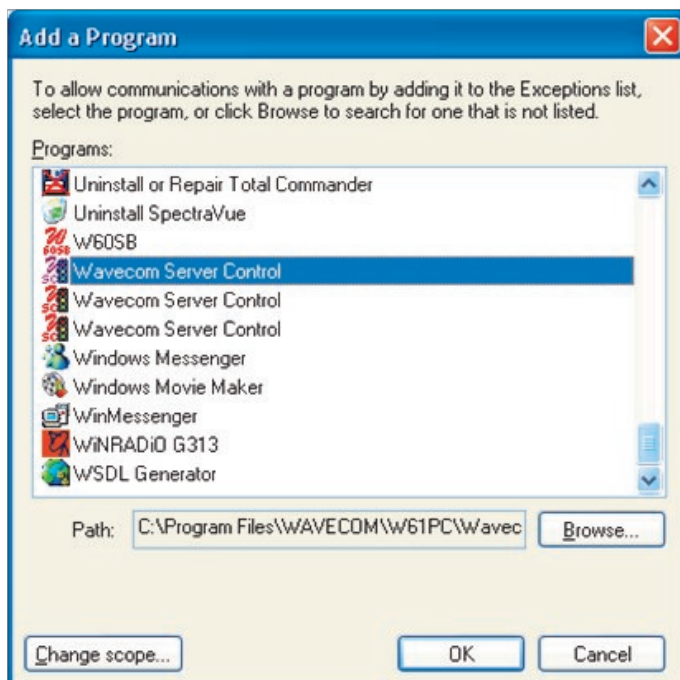 Add a Program
To allow communications with a program by adding it to the Exceptions list,
select the program, or click Browse to search for one that is not listed.
Programs:
Uninstall or Repair Total Commander
Uninstall SpectraVue
W60SB
Wavecom Server Control
Wavecom Server Control
Wavecom Server Control
Windows Messenger
Windows Movie Maker
WinMessenger
WiNRADiO G313
WSDL Generator
Path: C:\Program Files\WAVECOM\W61PC\Wavec Browse...
Change scope... OK Cancel